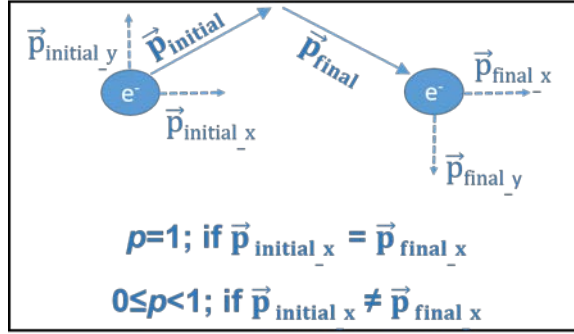 p⃗initial_y
p⃗initial
p⃗final
e⁻
e⁻
p⃗final_x
p⃗initial_x
p⃗final_y
p=1; if p⃗ initial_x = p⃗ final_x
0≤p<1; if p⃗ initial_x ≠ p⃗ final_x